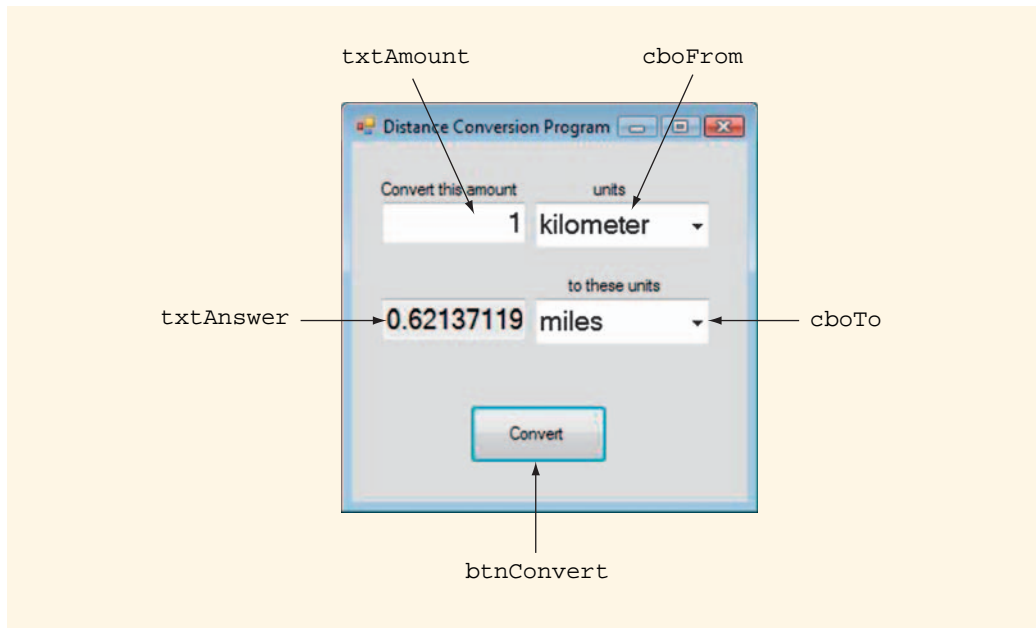 txtAmount cboFrom
Distance Conversion Program
Convert this amount units
1 kilometer
to these units
txtAnswer 0.62137119 miles cboTo
Convert
btnConvert